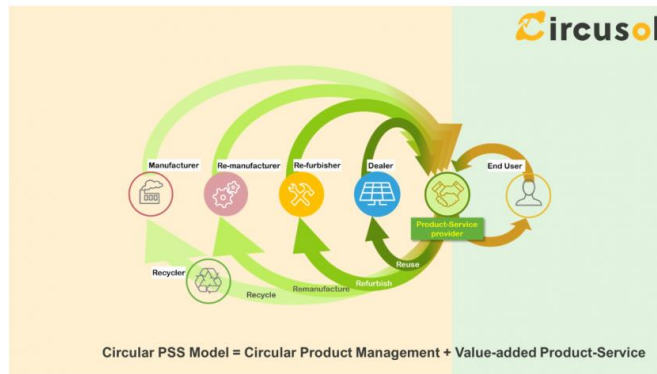 Circusol
Manufacturer
Re-manufacturer
Re-furbisher
Dealer
End User
Product-Service
provider
Recycler
Reuse
Refurbish
Remanufacture
Recycle
Circular PSS Model = Circular Product Management + Value-added Product-Service